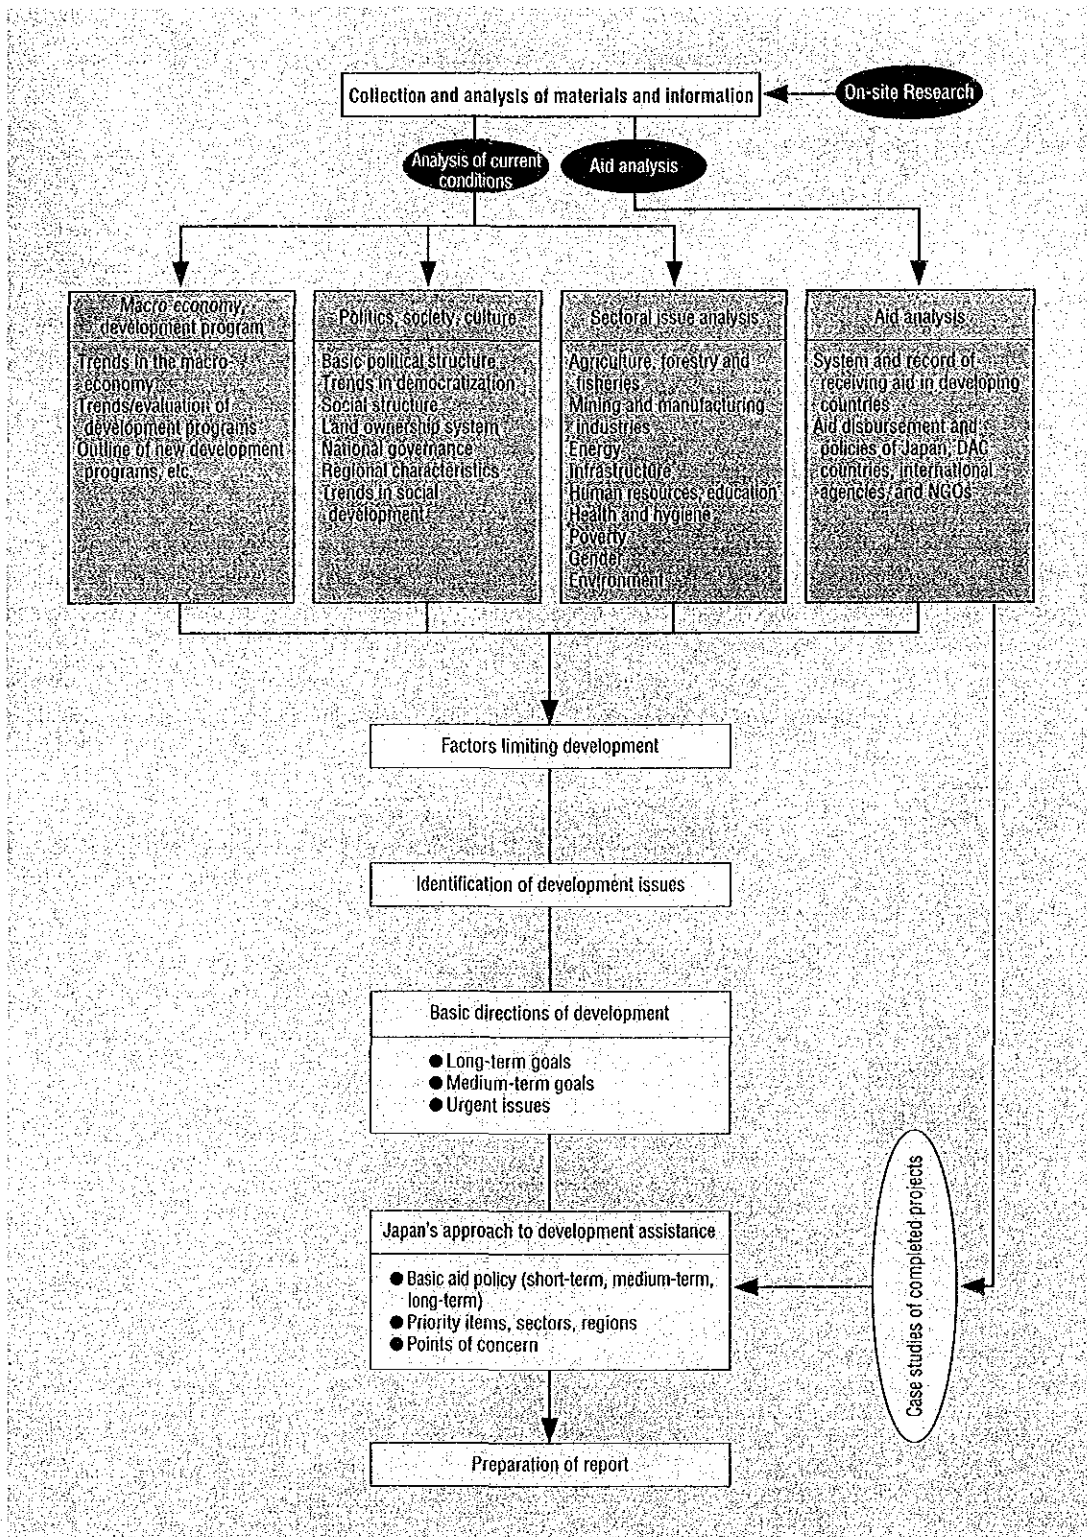 Collection and analysis of materials and information
On-site Research
Analysis of current
conditions
Aid analysis
Macro economy,
development program
Trends in the macro-
economy
Trends/evaluation of
development programs
Outline of new development
programs, etc.
Politics, society, culture
Basic political structure
Trends in democratization
Social structure
Land ownership system
National governance
Regional characteristics
Trends in social
development
Sectoral issue analysis
Agriculture, forestry and
fisheries
Mining and manufacturing
industries
Energy
Infrastructure
Human resources, education
Health and hygiene
Poverty
Gender
Environment
Aid analysis
System and record of
receiving aid in developing
countries
Aid disbursement and
policies of Japan, DAC
countries, international
agencies, and NGOs
Factors limiting development
Identification of development issues
Basic directions of development
● Long-term goals
● Medium-term goals
● Urgent issues
Japan's approach to development assistance
● Basic aid policy (short-term, medium-term,
long-term)
● Priority items, sectors, regions
● Points of concern
Case studies of completed projects
Preparation of report